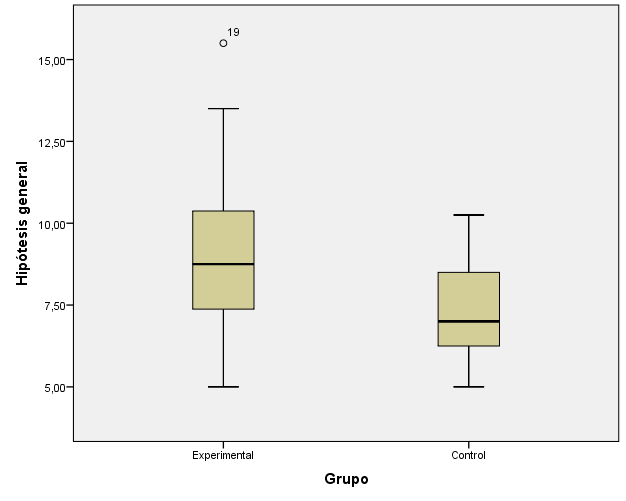 19
15,00
12,50
10,00
7,50
5,00
Hipótesis general
Experimental
Control
Grupo